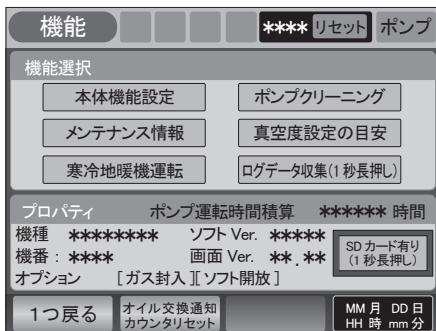 機能 **** リセット ポンプ
機能選択
本体機能設定 ポンプクリーニング
メンテナンス情報 真空度設定の目安
寒冷地暖機運転 ログデータ収集(1秒長押し)
プロパティ ポンプ運転時間積算 ****** 時間
機種 ******** ソフト Ver. *****
機番 : **** 画面 Ver. **.**
SDカード有り
(1秒長押し)
オプション [ガス封入][ソフト開放]
1つ戻る オイル交換通知
カウンタリセット
MM月 DD日
HH 時 mm分